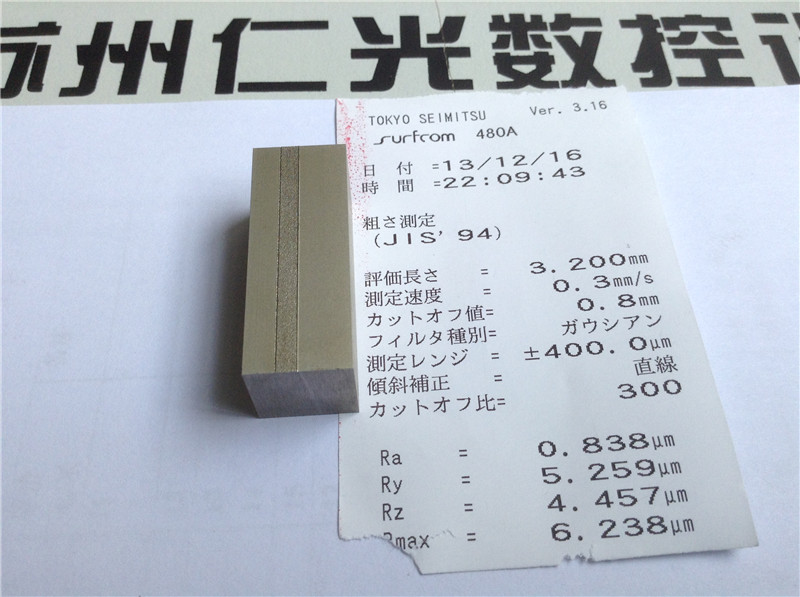 州仁光数控
TOKYO SEIMITSU Ver. 3.16
surfcom 480A
日 付 =13/12/16
時 間 =22:09:43
粗さ測定
(JIS'94)
評価長さ = 3.200mm
測定速度 = 0.3mm/s
カットオフ値= 0.8mm
フィルタ種別= ガウシアン
測定レンジ = ±400.0μm
傾斜補正 = 直線
カットオフ比= 300
Ra = 0.838μm
Ry = 5.259μm
Rz = 4.457μm
Rmax = 6.238μm